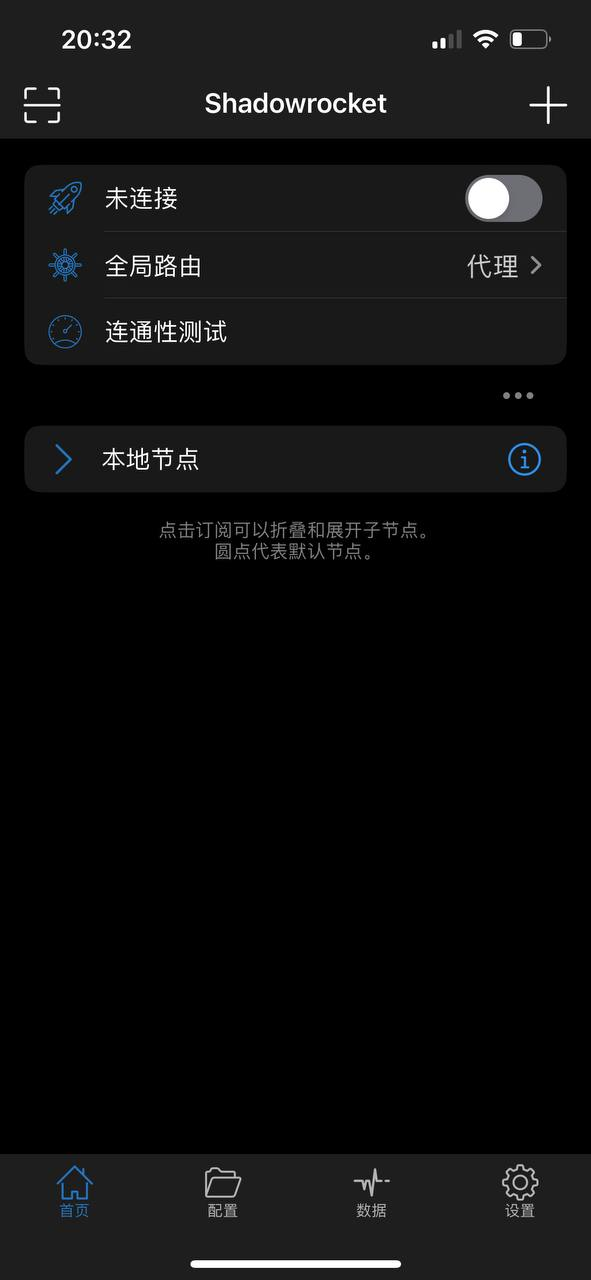 20:32
Shadowrocket
未连接
全局路由 代理
连通性测试
本地节点
点击订阅可以折叠和展开子节点。
圆点代表默认节点。
首页 配置 数据 设置